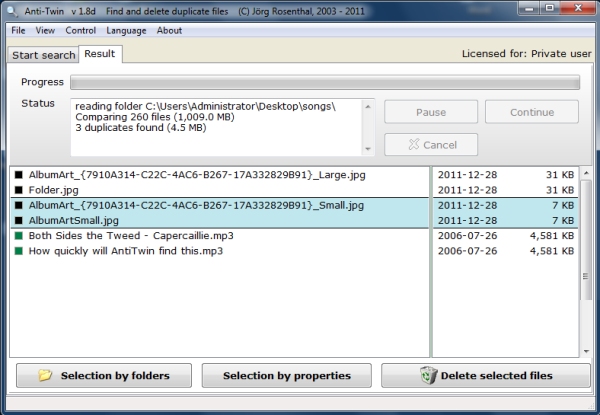 Anti-Twin v 1.8d Find and delete duplicate files (C) Jörg Rosenthal, 2003 - 2011
File View Control Language About
Start search Result Licensed for: Private user
Progress
Status
reading folder C:\Users\Administrator\Desktop\songs\
Comparing 260 files (1,009.0 MB)
3 duplicates found (4.5 MB)
Pause Continue
Cancel
AlbumArt_{7910A314-C22C-4AC6-B267-17A332829B91}_Large.jpg 2011-12-28 31 KB
Folder.jpg 2011-12-28 31 KB
AlbumArt_{7910A314-C22C-4AC6-B267-17A332829B91}_Small.jpg 2011-12-28 7 KB
AlbumArtSmall.jpg 2011-12-28 7 KB
Both Sides the Tweed - Capercaillie.mp3 2006-07-26 4,581 KB
How quickly will AntiTwin find this.mp3 2006-07-26 4,581 KB
Selection by folders Selection by properties Delete selected files